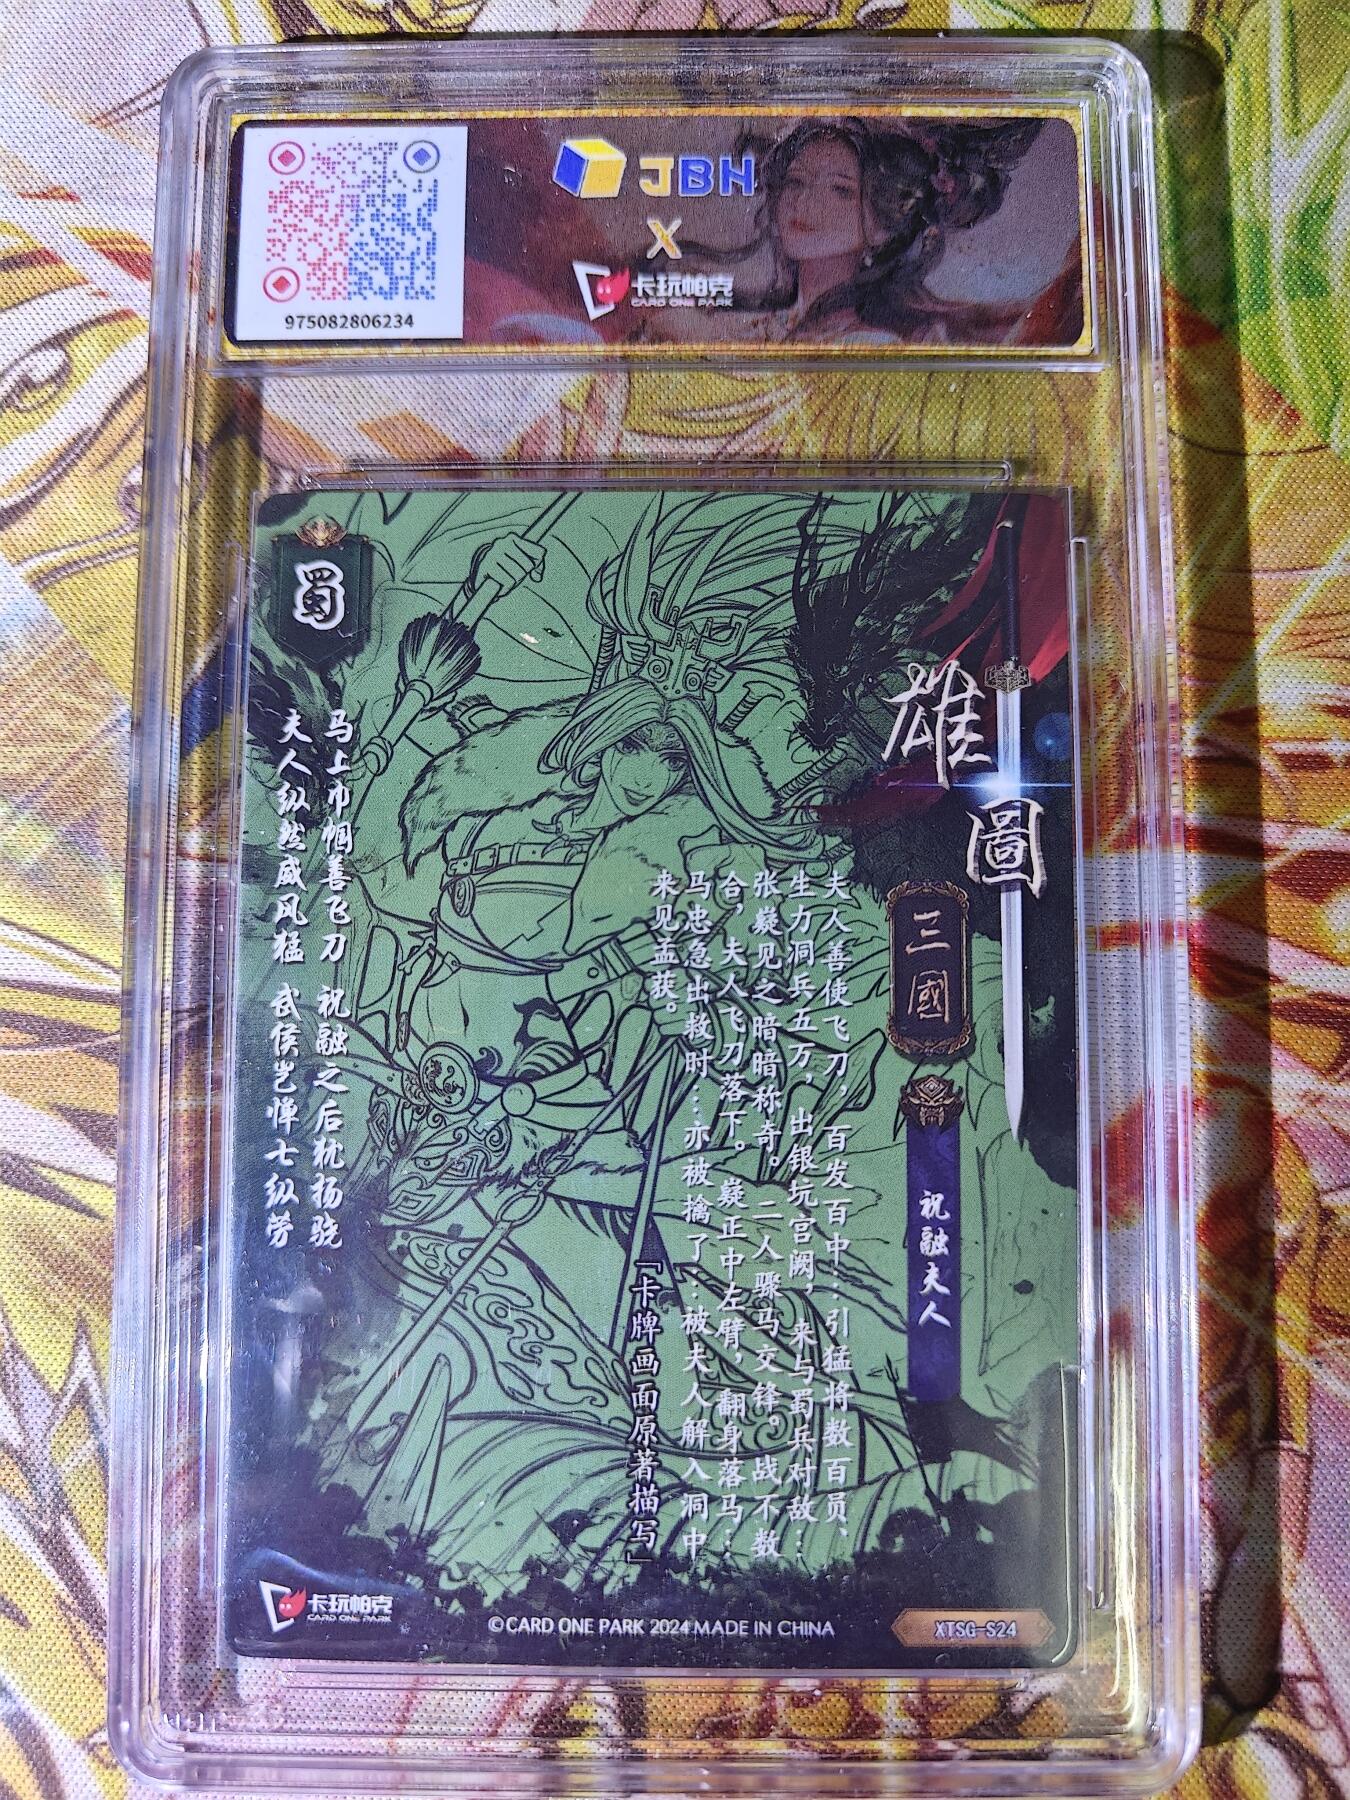 975082806234
JBH
X
卡玩帕克
CARD ONE PARK
蜀
雄圖
三國
祝融夫人
夫人善使飞刀，百发百中…引猛将数百员、
生力洞兵五万，出银坑宫阙，来与蜀兵对敌…
张嶷见之暗暗称奇。二人骤马交锋。战不数
合，夫人飞刀落下。嶷正中左臂，翻身落马…
马忠急出救时…亦被擒了…被夫人解入洞中
来见孟获。
「卡牌画面原著描写」
马上巾帼善飞刀 祝融之后犹扬骁
夫人纵然威风猛 武侯岂惮七纵劳
卡玩帕克
CARD ONE PARK
©CARD ONE PARK 2024 MADE IN CHINA
XTSG-S24